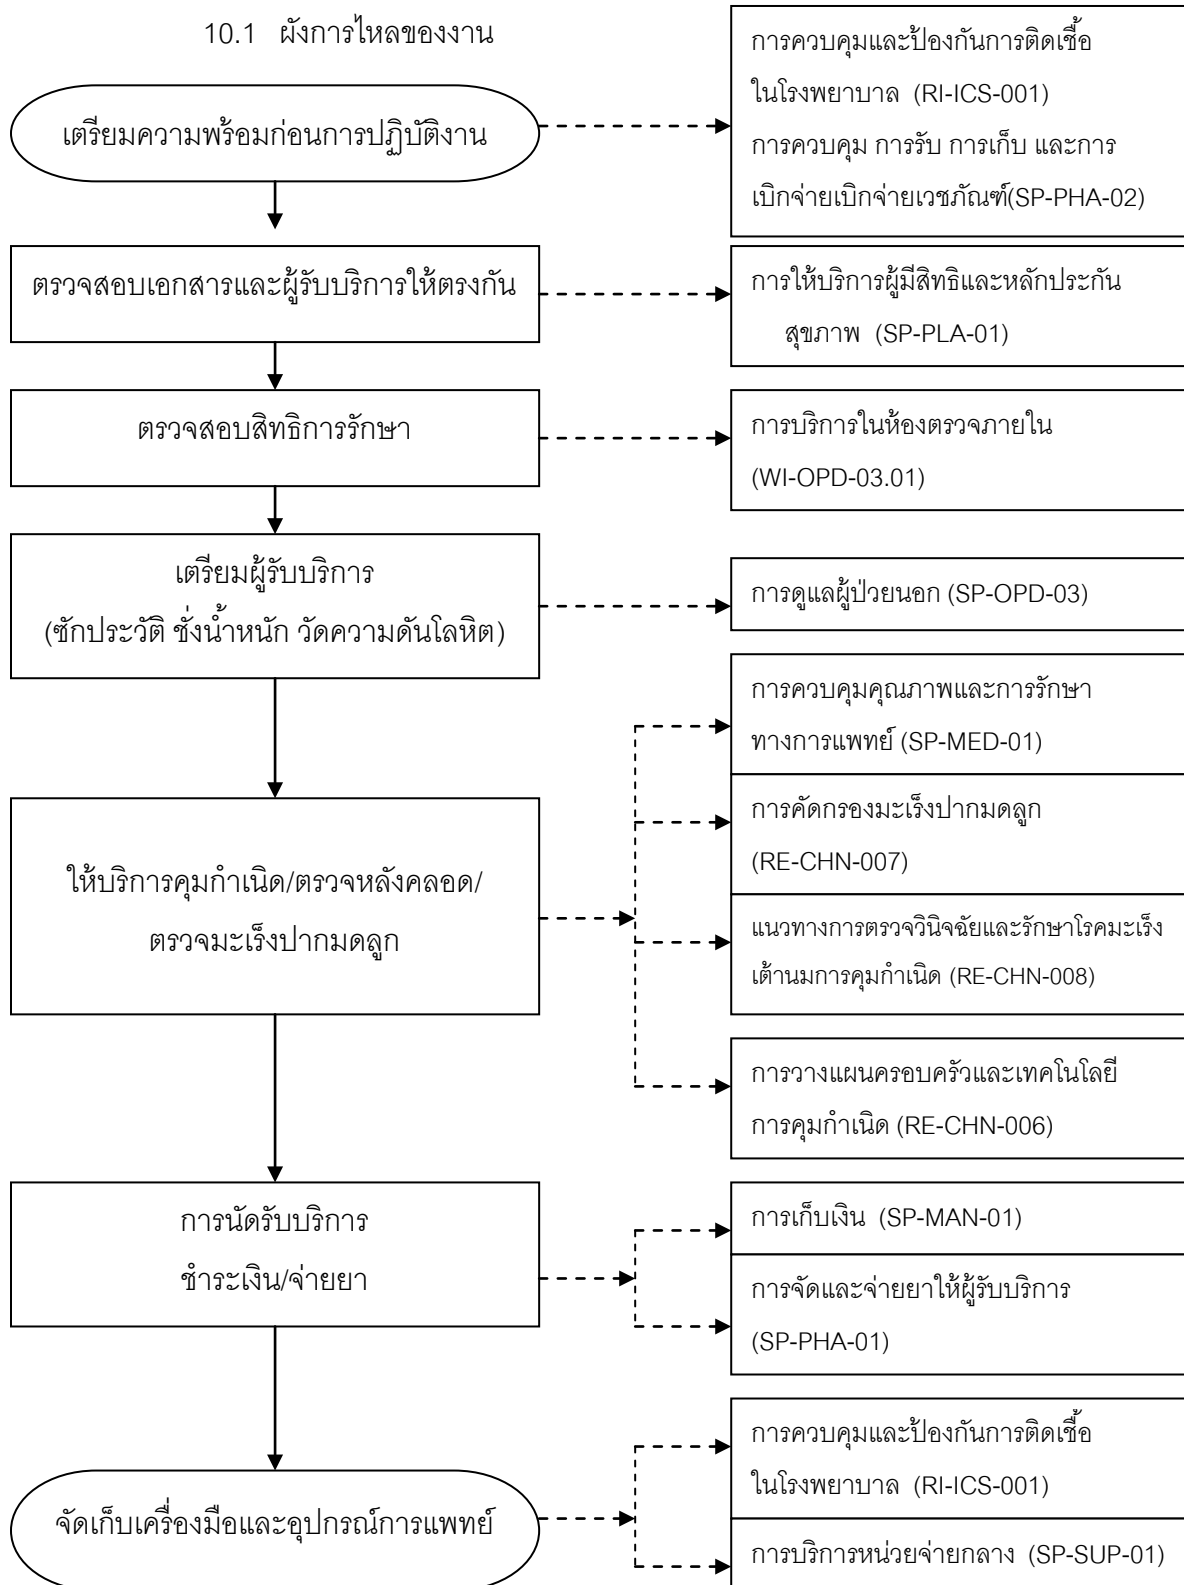 10.1 ผังการไหลของงาน
เตรียมความพร้อมก่อนการปฏิบัติงาน
การควบคุมและป้องกันการติดเชื้อ
ในโรงพยาบาล (RI-ICS-001)
การควบคุม การรับ การเก็บ และการ
เบิกจ่ายเบิกจ่ายเวชภัณฑ์(SP-PHA-02)
ตรวจสอบเอกสารและผู้รับบริการให้ตรงกัน
การให้บริการผู้มีสิทธิและหลักประกัน
สุขภาพ (SP-PLA-01)
ตรวจสอบสิทธิการรักษา
การบริการในห้องตรวจภายใน
(WI-OPD-03.01)
เตรียมผู้รับบริการ
(ซักประวัติ ชั่งน้ำหนัก วัดความดันโลหิต)
การดูแลผู้ป่วยนอก (SP-OPD-03)
ให้บริการคุมกำเนิด/ตรวจหลังคลอด/
ตรวจมะเร็งปากมดลูก
การควบคุมคุณภาพและการรักษา
ทางการแพทย์ (SP-MED-01)
การคัดกรองมะเร็งปากมดลูก
(RE-CHN-007)
แนวทางการตรวจวินิจฉัยและรักษาโรคมะเร็ง
เต้านมการคุมกำเนิด (RE-CHN-008)
การวางแผนครอบครัวและเทคโนโลยี
การคุมกำเนิด (RE-CHN-006)
การนัดรับบริการ
ชำระเงิน/จ่ายยา
การเก็บเงิน (SP-MAN-01)
การจัดและจ่ายยาให้ผู้รับบริการ
(SP-PHA-01)
จัดเก็บเครื่องมือและอุปกรณ์การแพทย์
การควบคุมและป้องกันการติดเชื้อ
ในโรงพยาบาล (RI-ICS-001)
การบริการหน่วยจ่ายกลาง (SP-SUP-01)